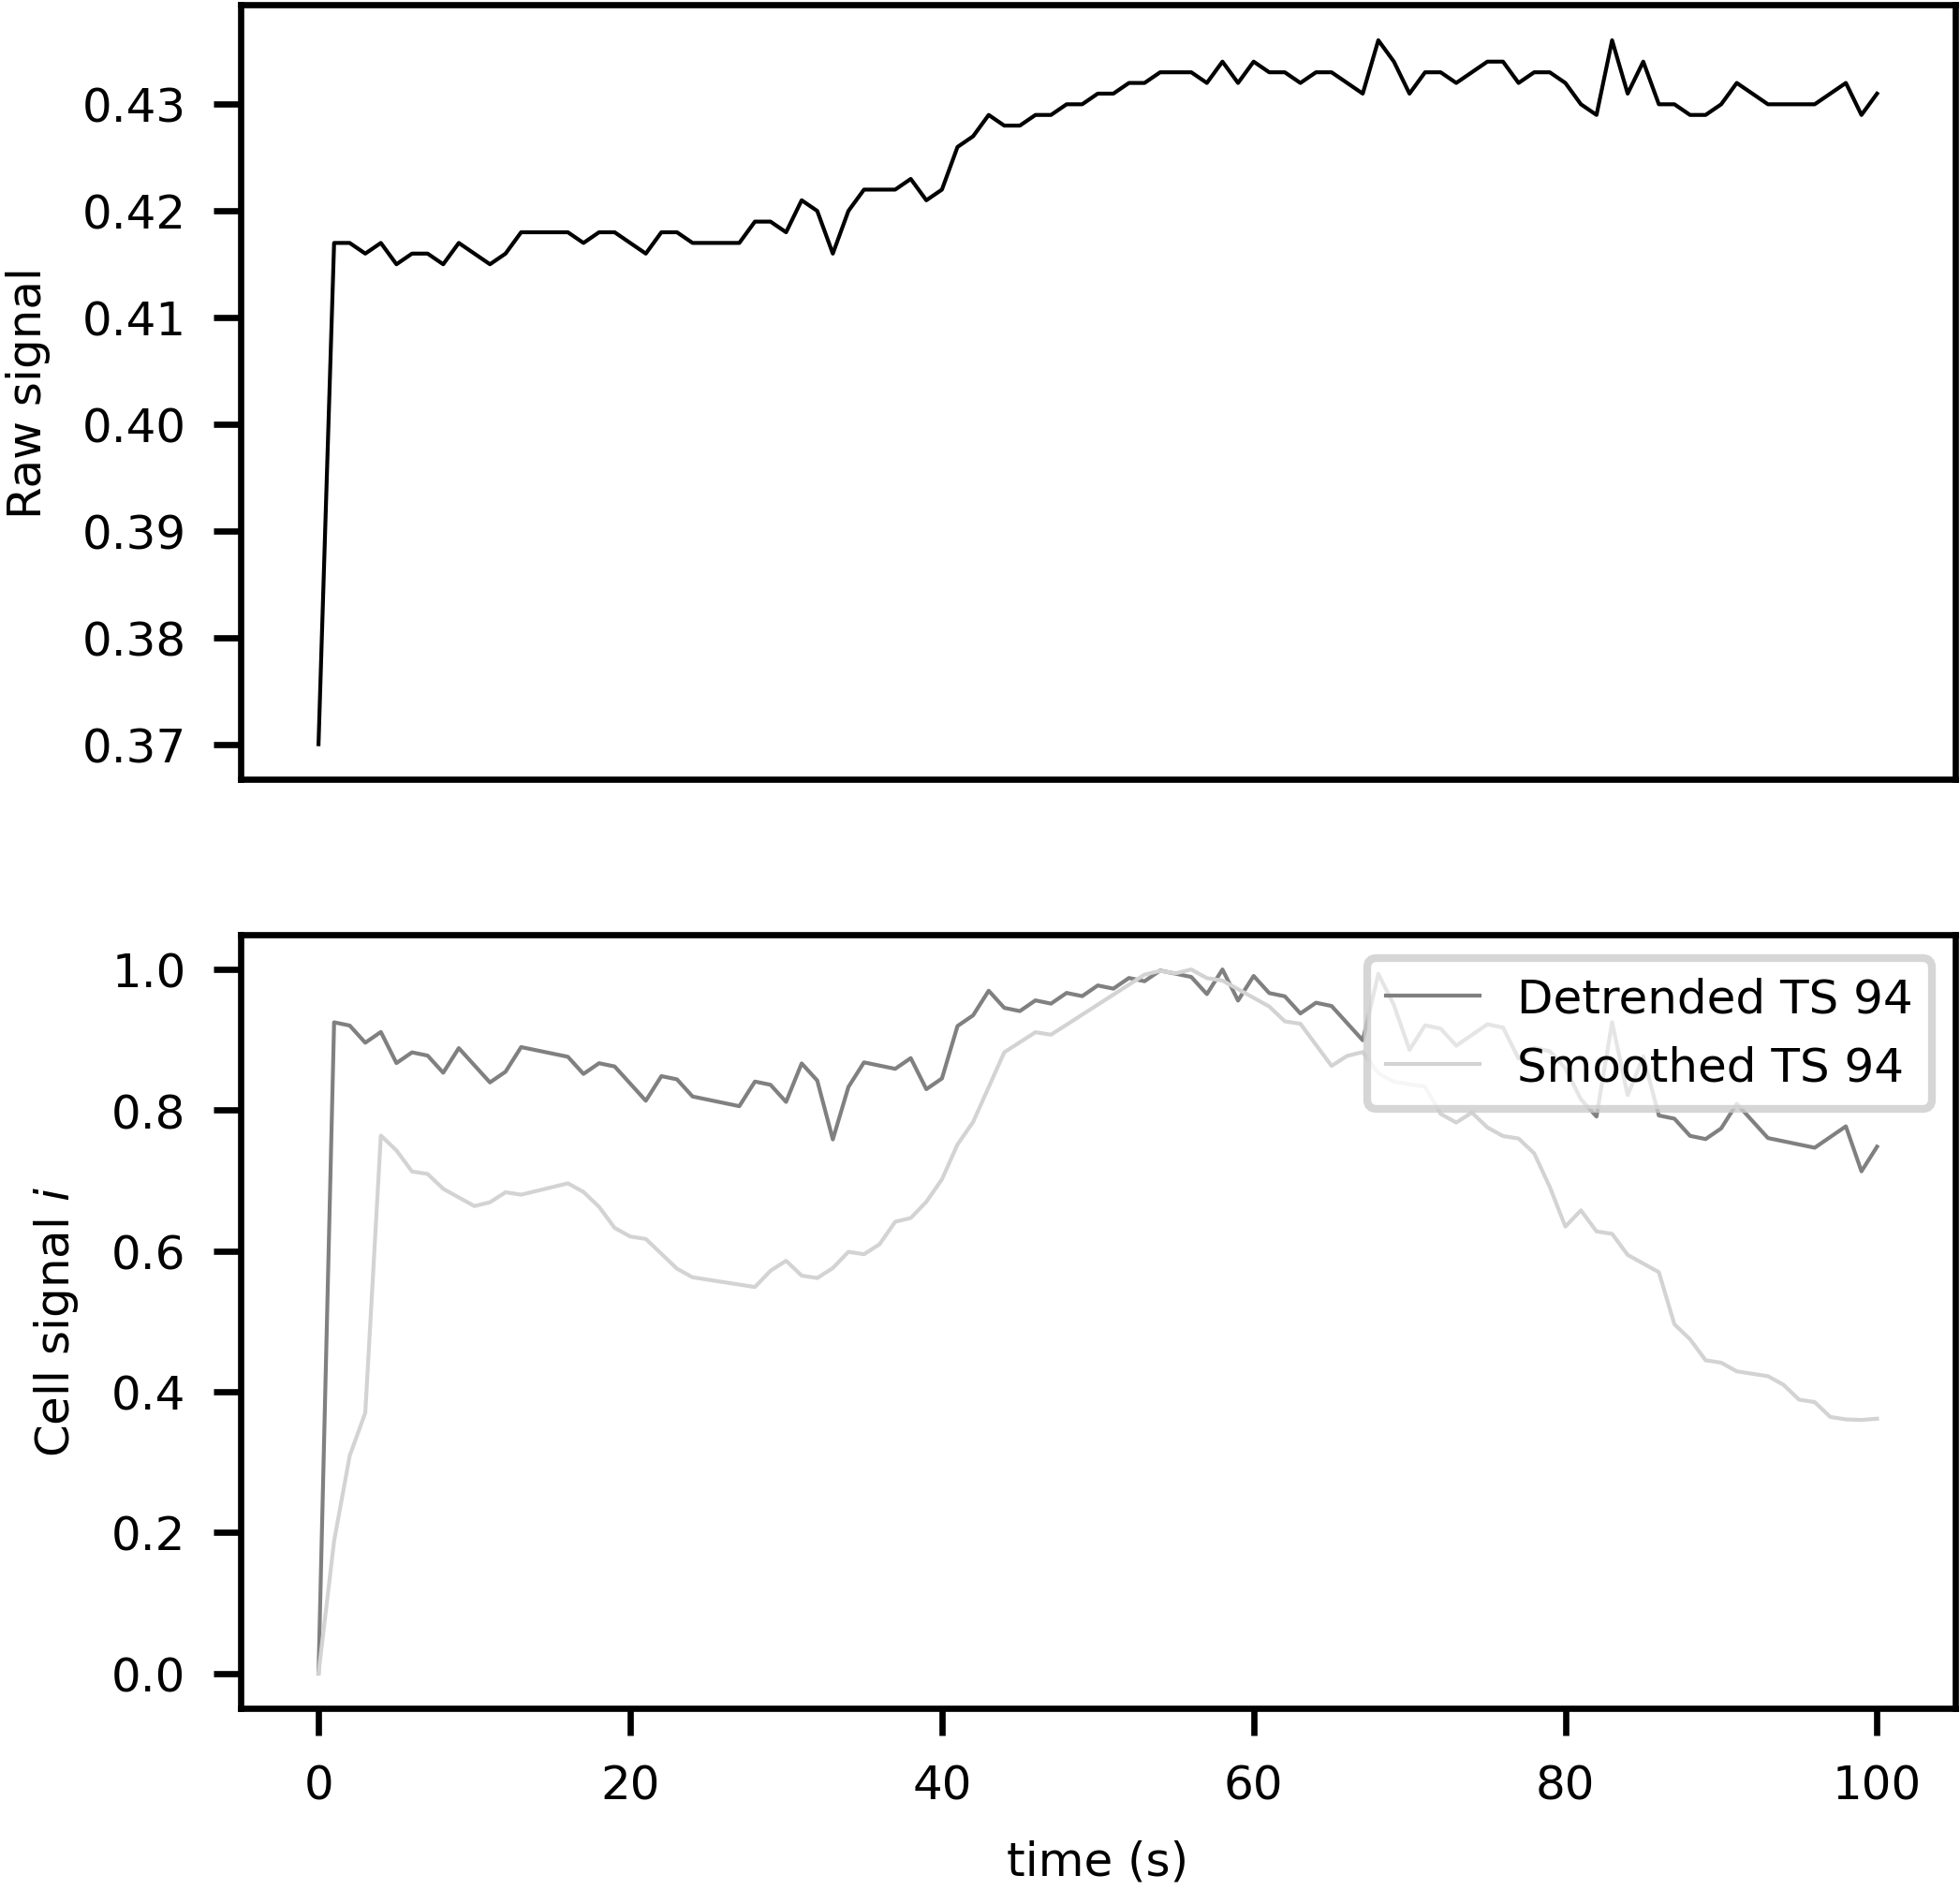 Raw signal
0.43
0.42
0.41
0.40
0.39
0.38
0.37
Cell signal i
1.0
0.8
0.6
0.4
0.2
0.0
Detrended TS 94
Smoothed TS 94
0 20 40 60 80 100
time (s)